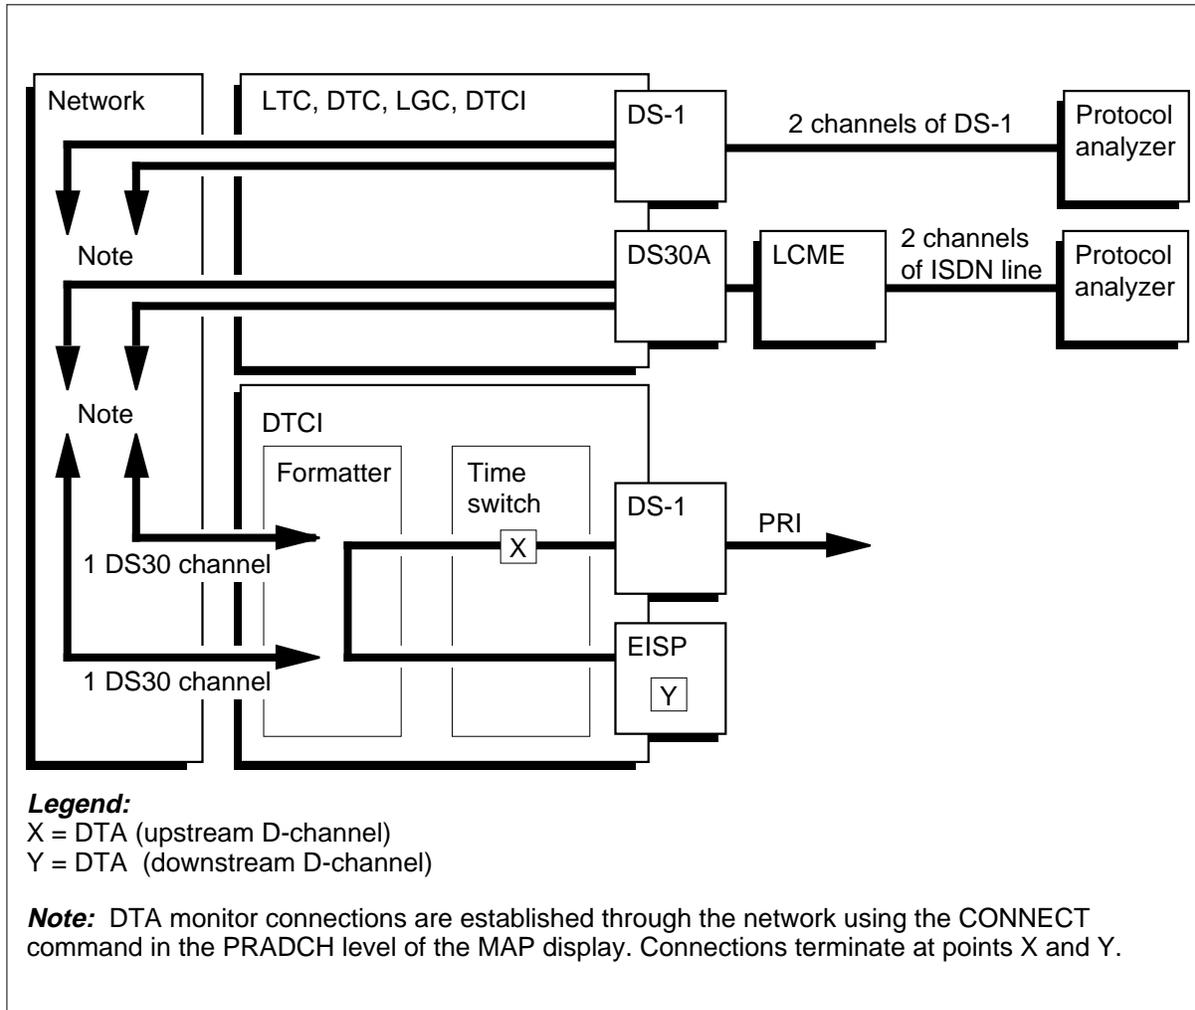 Network
LTC, DTC, LGC, DTCI
DS-1
2 channels of DS-1
Protocol
analyzer
Note
DS30A
LCME
2 channels
of ISDN line
Protocol
analyzer
Note
DTCI
Formatter
Time
switch
DS-1
X
PRI
1 DS30 channel
EISP
Y
1 DS30 channel
Legend:
X = DTA (upstream D-channel)
Y = DTA (downstream D-channel)
Note: DTA monitor connections are established through the network using the CONNECT
command in the PRADCH level of the MAP display. Connections terminate at points X and Y.